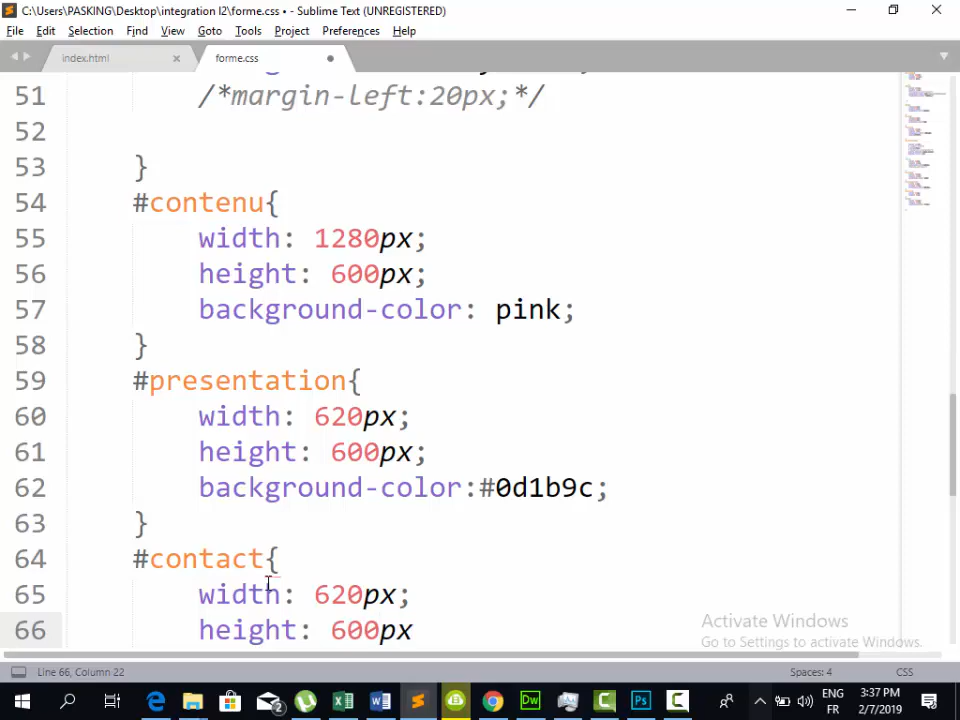 C:\Users\PASKING\Desktop\integration l2\forme.css • - Sublime Text (UNREGISTERED)
File Edit Selection Find View Goto Tools Project Preferences Help
index.html forme.css
51 /*margin-left:20px;*/
52
53 }
54 #contenu{
55 width: 1280px;
56 height: 600px;
57 background-color: pink;
58 }
59 #presentation{
60 width: 620px;
61 height: 600px;
62 background-color:#0d1b9c;
63 }
64 #contact{
65 width: 620px;
66 height: 600px
Activate Windows
Go to Settings to activate Windows.
Line 66, Column 22 Spaces: 4 CSS
ENG 3:37 PM
FR 2/7/2019